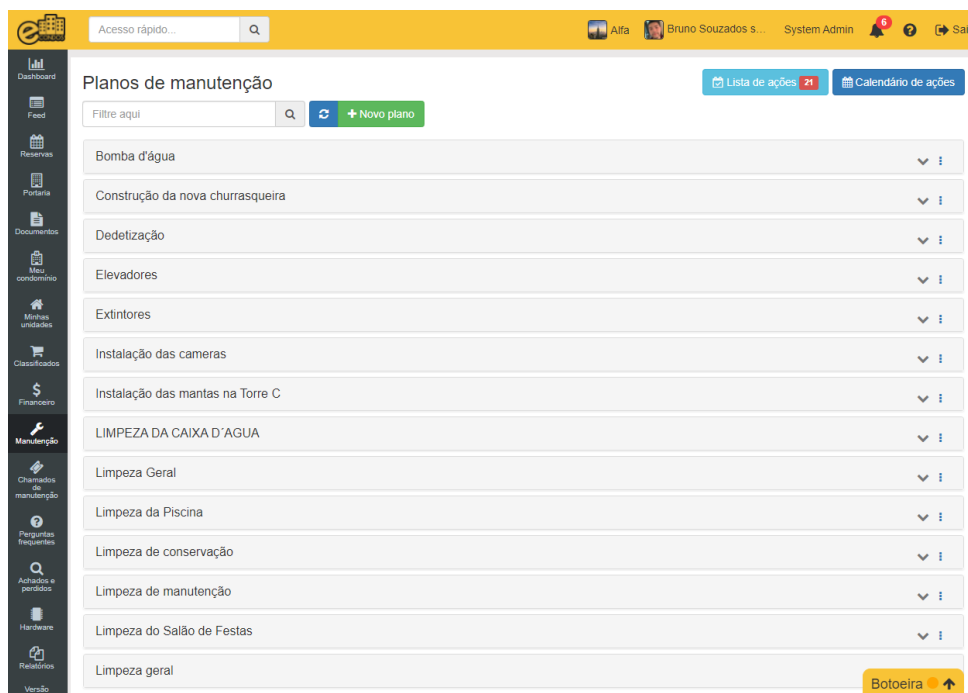 Acesso rápido...
Alfa
Bruno Souzados s...
System Admin
6
Sai
Dashboard
Feed
Reservas
Portaria
Documentos
Meu
condomínio
Minhas
unidades
Classificados
Financeiro
Manutenção
Chamados
de
manutenção
Perguntas
frequentes
Achados e
perdidos
Hardware
Relatórios
Versão
Planos de manutenção
Lista de ações 21
Calendário de ações
Filtre aqui
Novo plano
Bomba d'água
Construção da nova churrasqueira
Dedetização
Elevadores
Extintores
Instalação das cameras
Instalação das mantas na Torre C
LIMPEZA DA CAIXA D´AGUA
Limpeza Geral
Limpeza da Piscina
Limpeza de conservação
Limpeza de manutenção
Limpeza do Salão de Festas
Limpeza geral
Botoeira